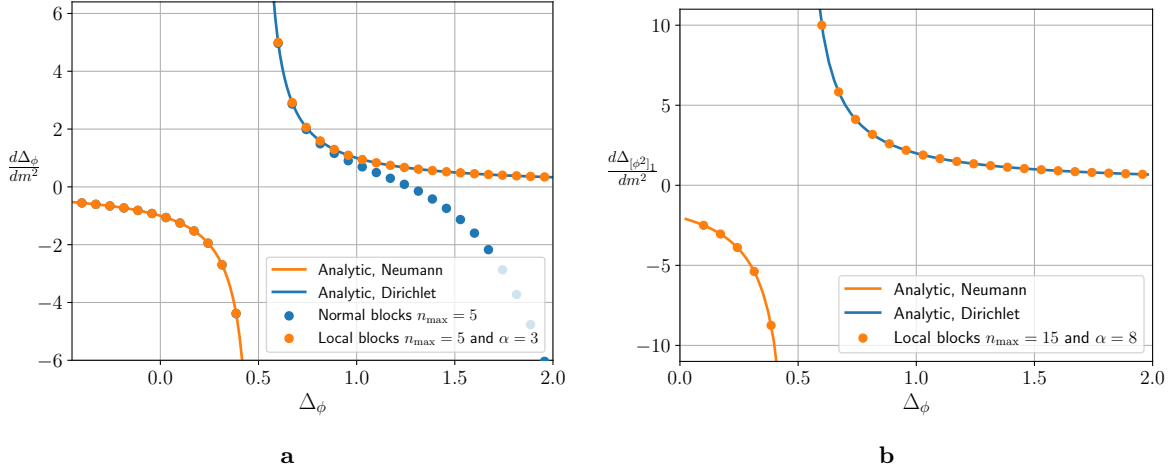 6
4
2
0
−2
−4
−6
dΔ_ϕ
dm²
0.0
0.5
1.0
1.5
2.0
Δ_ϕ
Analytic, Neumann
Analytic, Dirichlet
Normal blocks n_max = 5
Local blocks n_max = 5 and α = 3
a
10
5
0
−5
−10
dΔ_[ϕ²]₁
dm²
0.0
0.5
1.0
1.5
2.0
Δ_ϕ
Analytic, Neumann
Analytic, Dirichlet
Local blocks n_max = 15 and α = 8
b